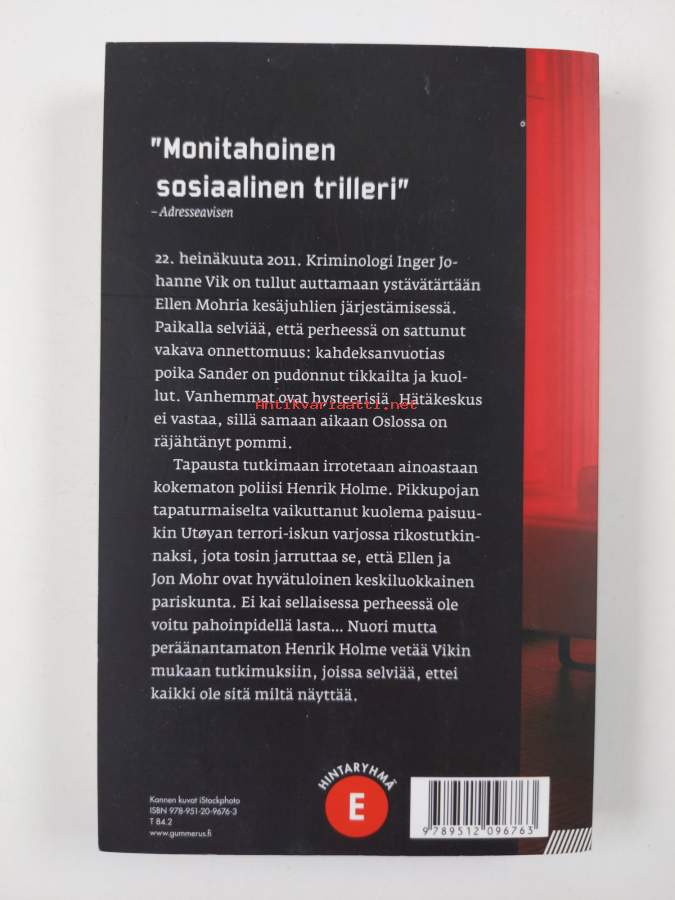 "Monitahoinen
sosiaalinen trilleri"
– Adresseavisen
22. heinäkuuta 2011. Kriminologi Inger Jo-
hanne Vik on tullut auttamaan ystävätärtään
Ellen Mohria kesäjuhlien järjestämisessä.
Paikalla selviää, että perheessä on sattunut
vakava onnettomuus: kahdeksanvuotias
poika Sander on pudonnut tikkailta ja kuol-
lut. Vanhemmat ovat hysteerisiä. Hätäkeskus
Antikvariaatti.net
ei vastaa, sillä samaan aikaan Oslossa on
räjähtänyt pommi.
Tapausta tutkimaan irrotetaan ainoastaan
kokematon poliisi Henrik Holme. Pikkupojan
tapaturmaiselta vaikuttanut kuolema paisuu-
kin Utøyan terrori-iskun varjossa rikostutkin-
naksi, jota tosin jarruttaa se, että Ellen ja
Jon Mohr ovat hyvätuloinen keskiluokkainen
pariskunta. Ei kai sellaisessa perheessä ole
voitu pahoinpidellä lasta... Nuori mutta
peräänantamaton Henrik Holme vetää Vikin
mukaan tutkimuksiin, joissa selviää, ettei
kaikki ole sitä miltä näyttää.
HINTARYHMÄ
E
Kannen kuvat iStockphoto
ISBN 978-951-20-9676-3
T 84.2
www.gummerus.fi
9 789512 096763